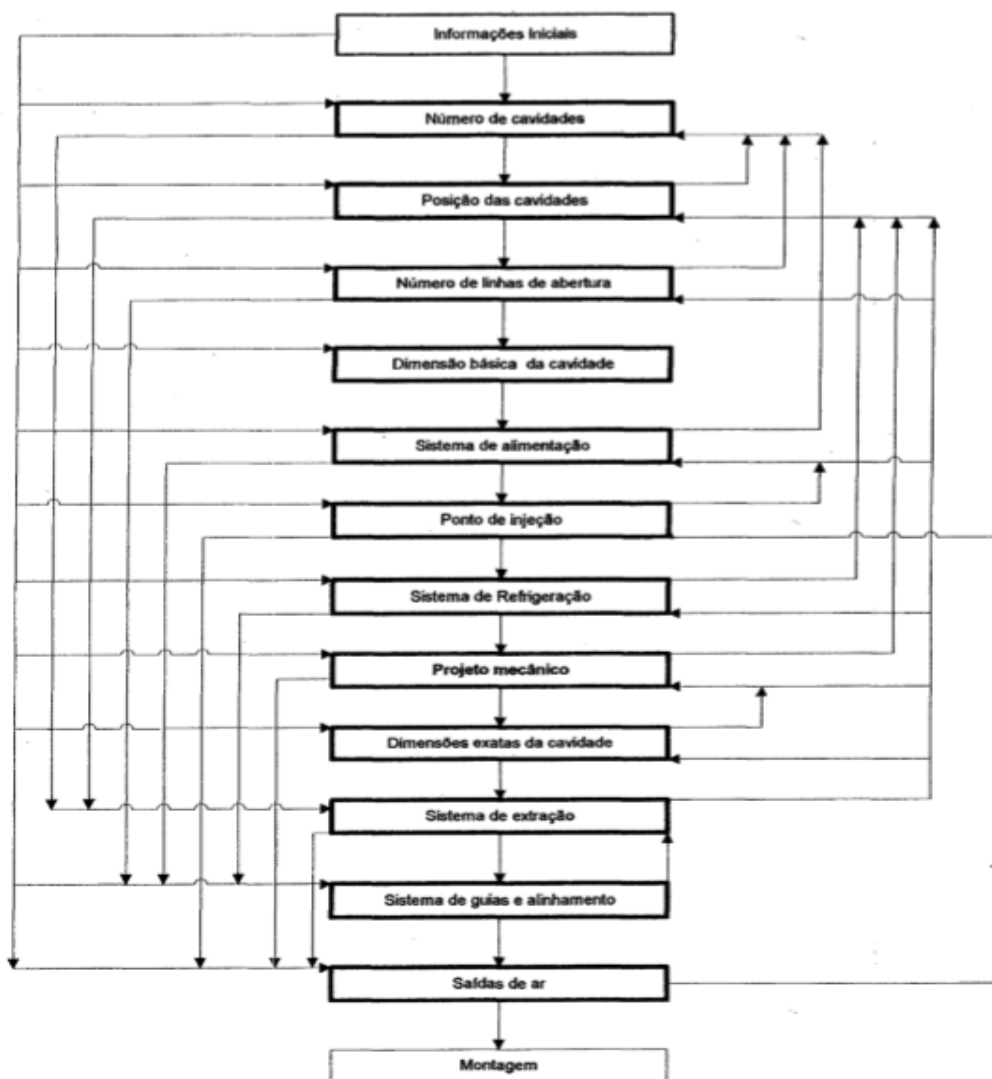 Informações Iniciais
Número de cavidades
Posição das cavidades
Número de linhas de abertura
Dimensão básica da cavidade
Sistema de alimentação
Ponto de injeção
Sistema de Refrigeração
Projeto mecânico
Dimensões exatas da cavidade
Sistema de extração
Sistema de guias e alinhamento
Saídas de ar
Montagem